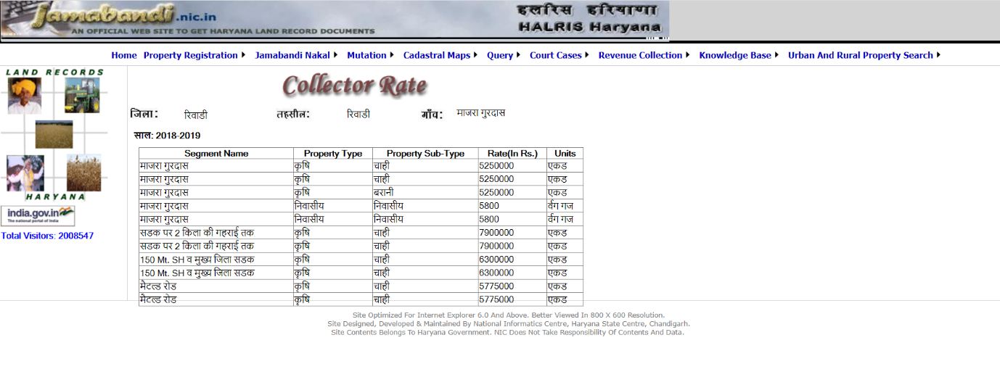 Jamabandi.nic.in
AN OFFICIAL WEB SITE TO GET HARYANA LAND RECORD DOCUMENTS
हलरिस हरियाणा
HALRIS Haryana
Home Property Registration Jamabandi Nakal Mutation Cadastral Maps Query Court Cases Revenue Collection Knowledge Base Urban And Rural Property Search
LAND RECORDS
HARYANA
india.gov.in
The national portal of India
Total Visitors: 2008547
Collector Rate
जिला: रिवाडी तहसील: रिवाडी गाँव: माजरा गुरदास
साल: 2018-2019
Segment Name Property Type Property Sub-Type Rate(In Rs.) Units
माजरा गुरदास कृषि चाही 5250000 एकड
माजरा गुरदास कृषि चाही 5250000 एकड
माजरा गुरदास कृषि बरानी 5250000 एकड
माजरा गुरदास निवासीय निवासीय 5800 र्वग गज
माजरा गुरदास निवासीय निवासीय 5800 र्वग गज
सडक पर 2 किला की गहराई तक कृषि चाही 7900000 एकड
सडक पर 2 किला की गहराई तक कृषि चाही 7900000 एकड
150 Mt. SH व मुख्य जिला सडक कृषि चाही 6300000 एकड
150 Mt. SH व मुख्य जिला सडक कृषि चाही 6300000 एकड
मैटल्ड रोड कृषि चाही 5775000 एकड
मैटल्ड रोड कृषि चाही 5775000 एकड
Site Optimized For Internet Explorer 6.0 And Above. Better Viewed In 800 X 600 Resolution.
Site Designed, Developed & Maintained By National Informatics Centre, Haryana State Centre, Chandigarh.
Site Contents Belongs To Haryana Government. NIC Does Not Take Responsibility Of Contents And Data.